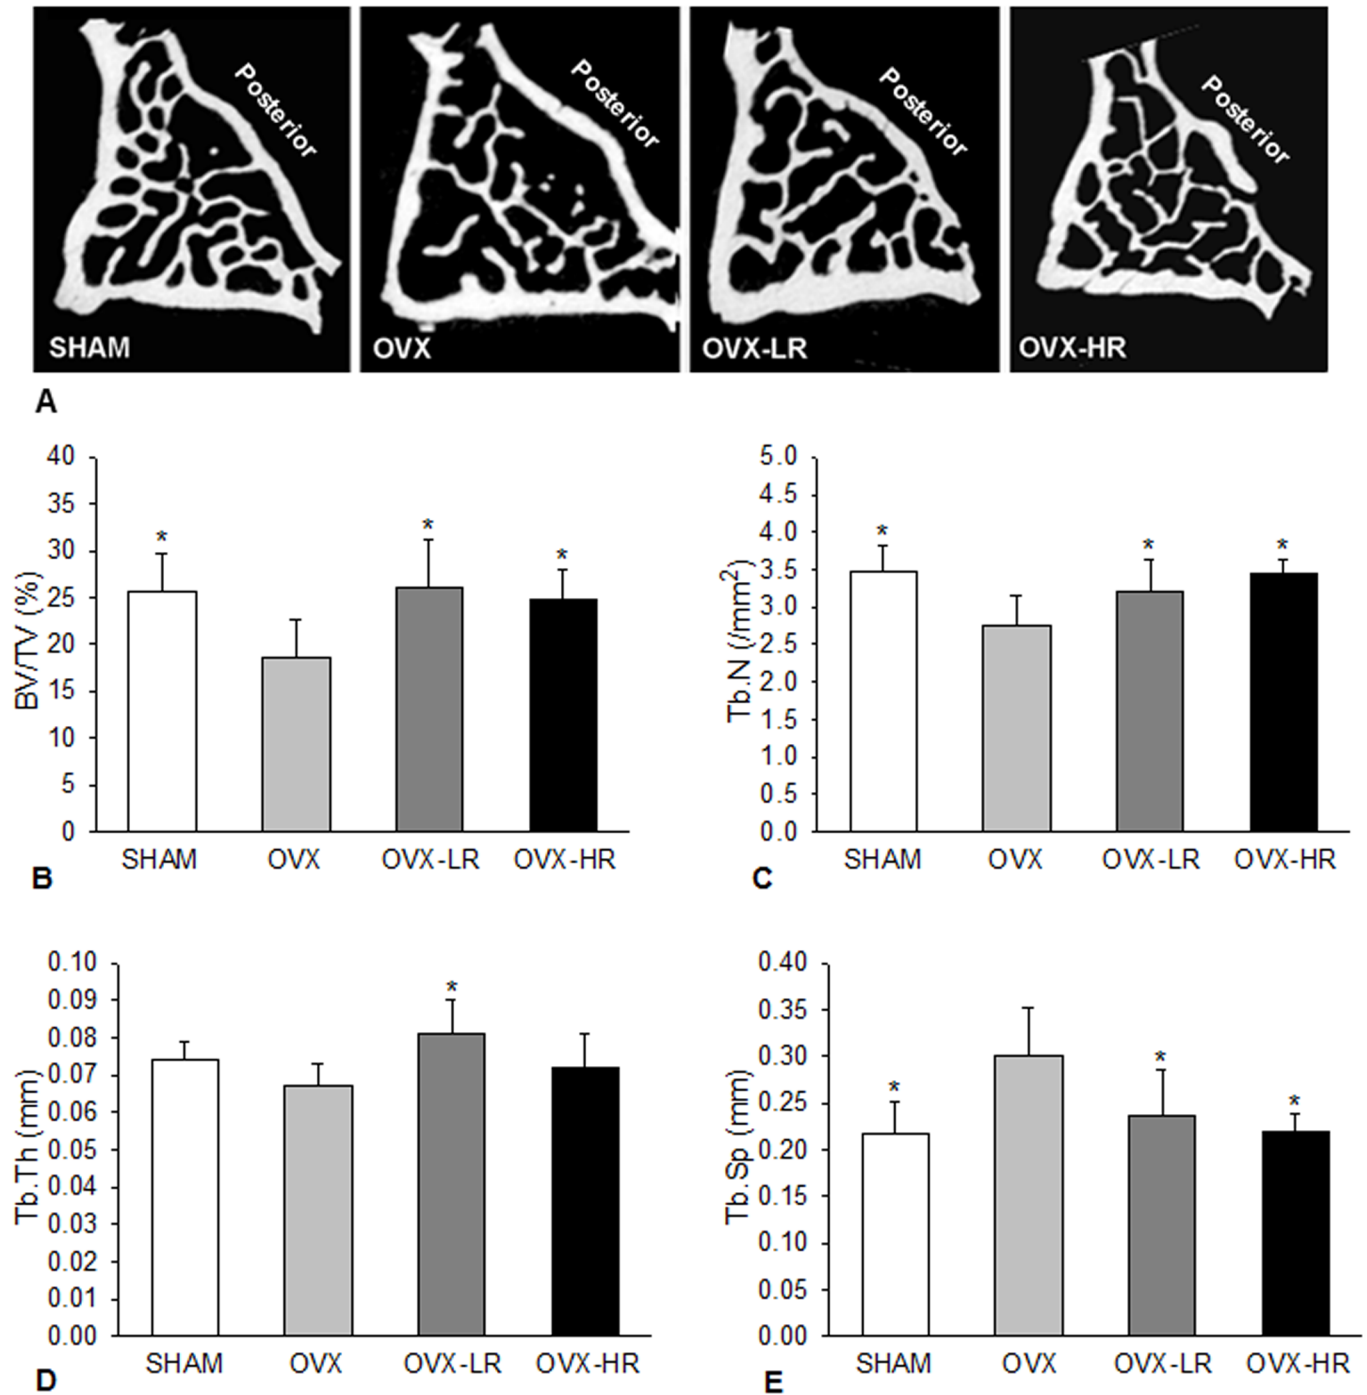 Posterior
Posterior
Posterior
Posterior
SHAM
OVX
OVX-LR
OVX-HR
A
40
35
30
25
20
15
10
5
0
BV/TV (%)
*
*
*
SHAM
OVX
OVX-LR
OVX-HR
B
5.0
4.5
4.0
3.5
3.0
2.5
2.0
1.5
1.0
0.5
0.0
Tb.N (/mm2)
*
*
*
SHAM
OVX
OVX-LR
OVX-HR
C
0.10
0.09
0.08
0.07
0.06
0.05
0.04
0.03
0.02
0.01
0.00
Tb.Th (mm)
*
SHAM
OVX
OVX-LR
OVX-HR
D
0.40
0.35
0.30
0.25
0.20
0.15
0.10
0.05
0.00
Tb.Sp (mm)
*
*
*
SHAM
OVX
OVX-LR
OVX-HR
E